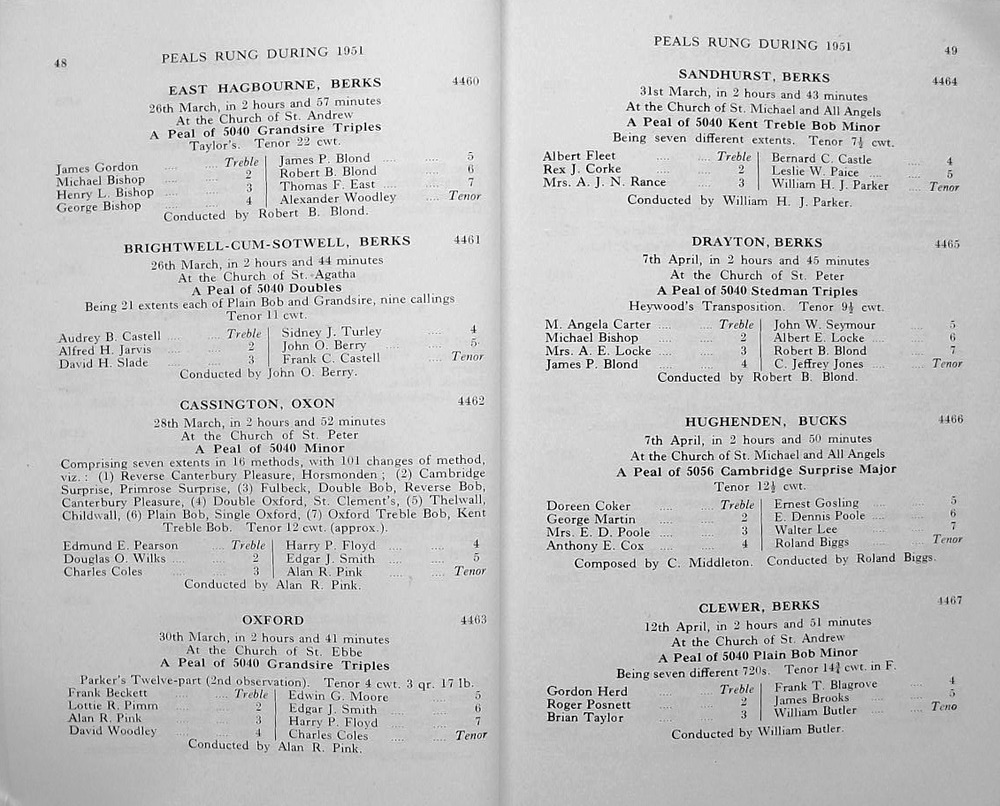 48
PEALS RUNG DURING 1951
EAST HAGBOURNE, BERKS 4460
26th March, in 2 hours and 57 minutes
At the Church of St. Andrew
A Peal of 5040 Grandsire Triples
Taylor's. Tenor 22 cwt.
James Gordon .... .... Treble | James P. Blond .... .... 5
Michael Bishop .... .... 2 | Robert B. Blond .... .... 6
Henry L. Bishop .... .... 3 | Thomas F. East .... .... 7
George Bishop .... .... 4 | Alexander Woodley .... Tenor
Conducted by Robert B. Blond.
BRIGHTWELL-CUM-SOTWELL, BERKS 4461
26th March, in 2 hours and 44 minutes
At the Church of St. Agatha
A Peal of 5040 Doubles
Being 21 extents each of Plain Bob and Grandsire, nine callings
Tenor 11 cwt.
Audrey B. Castell .... Treble | Sidney J. Turley .... 4
Alfred H. Jarvis .... .... 2 | John O. Berry .... .... 5
David H. Slade .... .... 3 | Frank C. Castell .... Tenor
Conducted by John O. Berry.
CASSINGTON, OXON 4462
28th March, in 2 hours and 52 minutes
At the Church of St. Peter
A Peal of 5040 Minor
Comprising seven extents in 16 methods, with 101 changes of method,
viz. : (1) Reverse Canterbury Pleasure, Horsmonden ; (2) Cambridge
Surprise, Primrose Surprise, (3) Fulbeck, Double Bob, Reverse Bob,
Canterbury Pleasure, (4) Double Oxford, St. Clement's, (5) Thelwall,
Childwall, (6) Plain Bob, Single Oxford, (7) Oxford Treble Bob, Kent
Treble Bob. Tenor 12 cwt. (approx.).
Edmund E. Pearson .... Treble | Harry P. Floyd .... .... 4
Douglas O. Wilks .... .... 2 | Edgar J. Smith .... .... 5
Charles Coles .... .... 3 | Alan R. Pink .... .... Tenor
Conducted by Alan R. Pink.
OXFORD 4463
30th March, in 2 hours and 41 minutes
At the Church of St. Ebbe
A Peal of 5040 Grandsire Triples
Parker's Twelve-part (2nd observation). Tenor 4 cwt. 3 qr. 17 lb.
Frank Beckett .... .... Treble | Edwin G. Moore .... 5
Lottie R. Pimm .... .... 2 | Edgar J. Smith .... .... 6
Alan R. Pink .... .... 3 | Harry P. Floyd .... .... 7
David Woodley .... .... 4 | Charles Coles .... .... Tenor
Conducted by Alan R. Pink.
PEALS RUNG DURING 1951
49
SANDHURST, BERKS 4464
31st March, in 2 hours and 43 minutes
At the Church of St. Michael and All Angels
A Peal of 5040 Kent Treble Bob Minor
Being seven different extents. Tenor 7½ cwt.
Albert Fleet .... .... Treble | Bernard C. Castle .... 4
Rex J. Corke .... .... 2 | Leslie W. Paice .... .... 5
Mrs. A. J. N. Rance .... 3 | William H. J. Parker .... Tenor
Conducted by William H. J. Parker.
DRAYTON, BERKS 4465
7th April, in 2 hours and 45 minutes
At the Church of St. Peter
A Peal of 5040 Stedman Triples
Heywood's Transposition. Tenor 9½ cwt.
M. Angela Carter .... .... Treble | John W. Seymour .... 5
Michael Bishop .... .... 2 | Albert E. Locke .... .... 6
Mrs. A. E. Locke .... .... 3 | Robert B. Blond .... .... 7
James P. Blond .... .... 4 | C. Jeffrey Jones .... .... Tenor
Conducted by Robert B. Blond.
HUGHENDEN, BUCKS 4466
7th April, in 2 hours and 50 minutes
At the Church of St. Michael and All Angels
A Peal of 5056 Cambridge Surprise Major
Tenor 12½ cwt.
Doreen Coker .... .... Treble | Ernest Gosling .... .... 5
George Martin .... .... 2 | E. Dennis Poole .... .... 6
Mrs. E. D. Poole .... .... 3 | Walter Lee .... .... 7
Anthony E. Cox .... .... 4 | Roland Biggs .... .... Tenor
Composed by C. Middleton. Conducted by Roland Biggs.
CLEWER, BERKS 4467
12th April, in 2 hours and 51 minutes
At the Church of St. Andrew
A Peal of 5040 Plain Bob Minor
Being seven different 720s. Tenor 14¾ cwt. in F.
Gordon Herd .... .... Treble | Frank T. Blagrove .... 4
Roger Posnett .... .... 2 | James Brooks .... .... 5
Brian Taylor .... .... 3 | William Butler .... .... Teno
Conducted by William Butler.